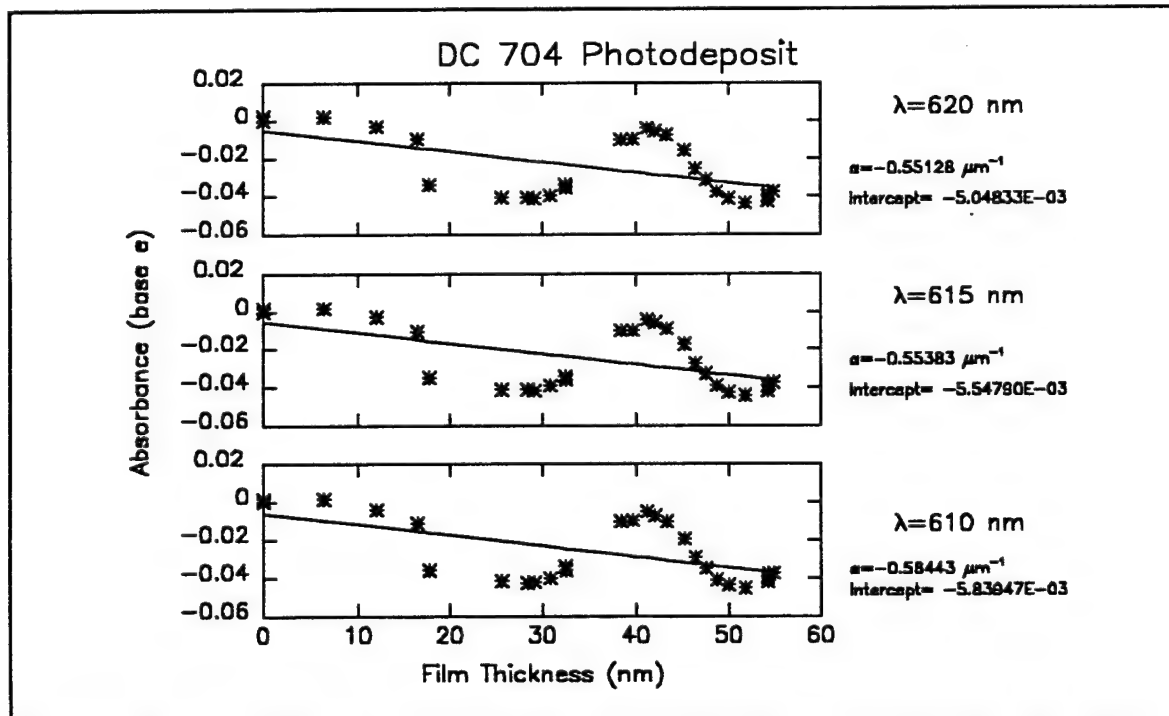 DC 704 Photodeposit
Absorbance (base e)
0.02
0
−0.02
−0.04
−0.06
λ=620 nm
α=−0.55128 μm⁻¹
Intercept= −5.04833E−03
0.02
0
−0.02
−0.04
−0.06
λ=615 nm
α=−0.55383 μm⁻¹
Intercept= −5.54790E−03
0.02
0
−0.02
−0.04
−0.06
λ=610 nm
α=−0.58443 μm⁻¹
Intercept=
0 10 20 30 40 50 60
Film Thickness (nm)